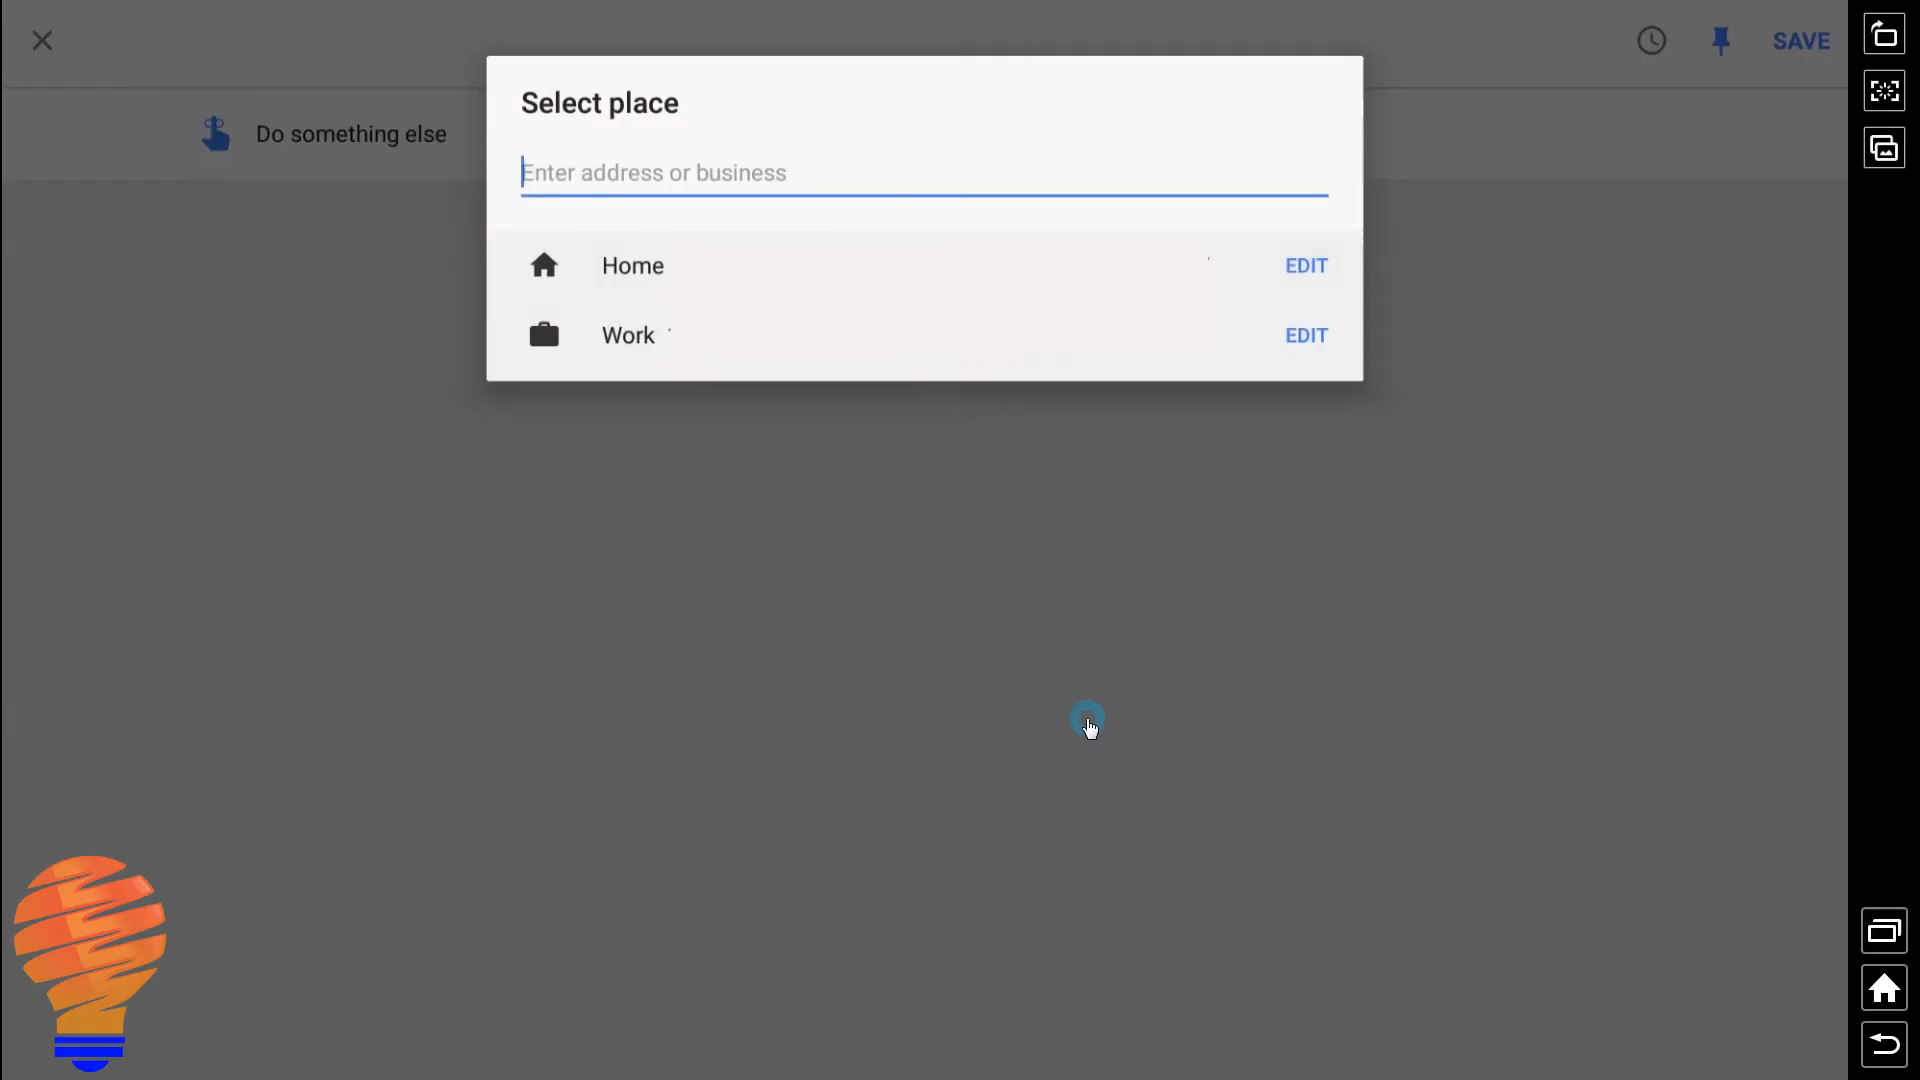 SAVE
Select place
Do something else
Enter address or business
Home EDIT
Work EDIT